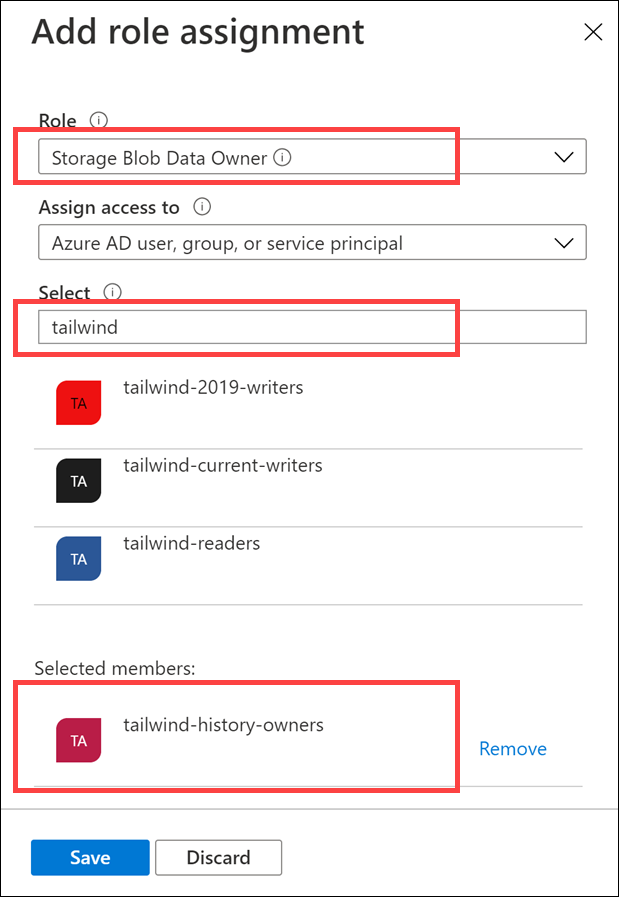 Add role assignment
Role
Storage Blob Data Owner
Assign access to
Azure AD user, group, or service principal
Select
tailwind
TA
tailwind-2019-writers
TA
tailwind-current-writers
TA
tailwind-readers
Selected members:
TA
tailwind-history-owners
Remove
Save
Discard